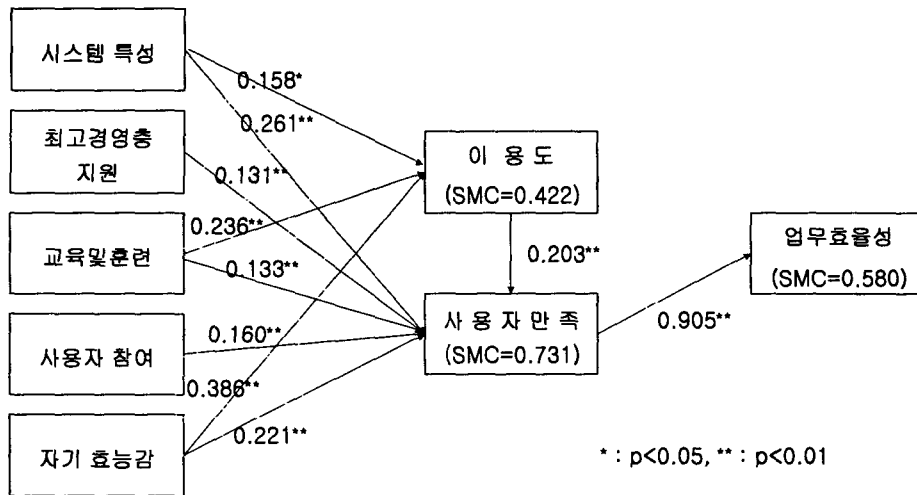 시스템 특성
0.158*
0.261**
최고경영층
지원
0.131**
이 용 도
(SMC=0.422)
0.236**
교육및훈련
0.133**
0.203**
업무효율성
(SMC=0.580)
사 용 자 만 족
(SMC=0.731)
0.905**
0.160**
사용자 참여
0.386**
0.221**
자기 효능감
* : p<0.05, ** : p<0.01